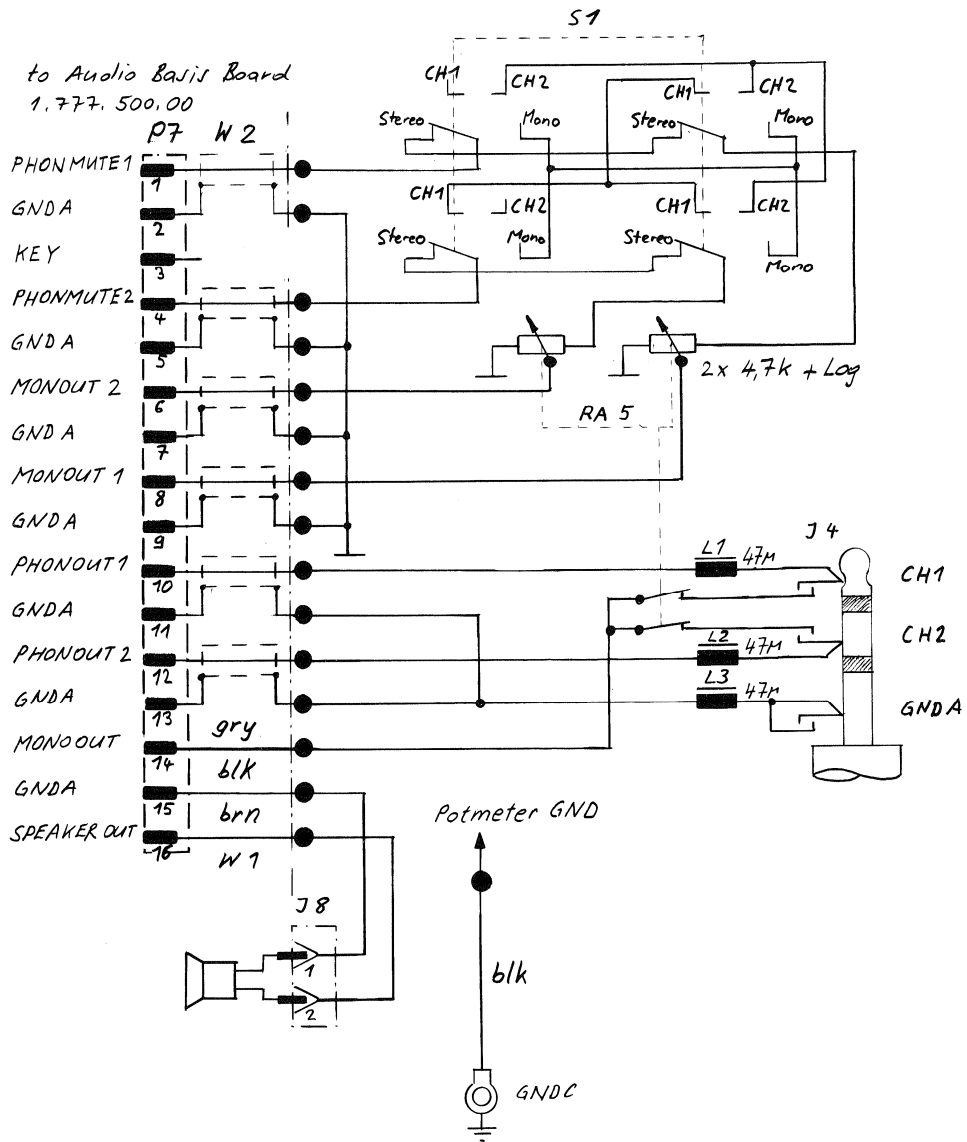 S1
to Audio Basis Board
1.777.500.00
P7 W2
CH1 CH2 CH1 CH2
Stereo Mono Stereo Mono
PHONMUTE1 1
GNDA 2
CH1 CH2 CH1 CH2
KEY 3
Stereo Mono Stereo Mono
PHONMUTE2 4
GNDA 5
2x 4,7k + Log
MONOUT 2 6
RA 5
GNDA 7
MONOUT 1 8
GNDA 9
J4
PHONOUT1 10
L1 47µ CH1
GNDA 11
CH2
PHONOUT 2 12
L2 47µ
GNDA 13
L3 47µ GNDA
gry
MONOOUT 14
blk
GNDA 15
brn
SPEAKER OUT 16
W1
Potmeter GND
J8
1
2
blk
GNDC